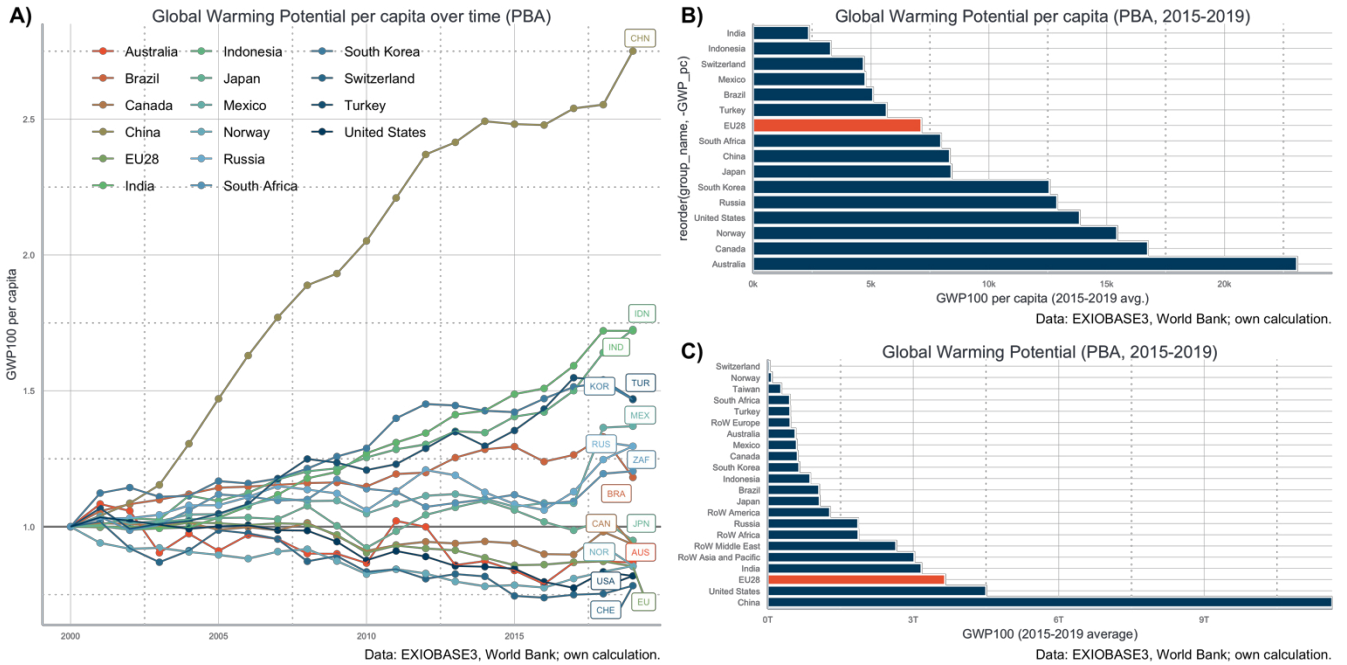 A)
Global Warming Potential per capita over time (PBA)
GWP100 per capita
2.5
2.0
1.5
1.0
2000
2005
2010
2015
Australia
Brazil
Canada
China
EU28
India
Indonesia
Japan
Mexico
Norway
Russia
South Africa
South Korea
Switzerland
Turkey
United States
CHN
IDN
IND
TUR
KOR
MEX
RUS
ZAF
BRA
CAN
JPN
NOR
AUS
USA
EU
CHE
Data: EXIOBASE3, World Bank; own calculation.
B)
Global Warming Potential per capita (PBA, 2015-2019)
reorder(group_name, -GWP_pc)
India
Indonesia
Switzerland
Mexico
Brazil
Turkey
EU28
South Africa
China
Japan
South Korea
Russia
United States
Norway
Canada
Australia
0k
5k
10k
15k
20k
GWP100 per capita (2015-2019 avg.)
Data: EXIOBASE3, World Bank; own calculation.
C)
Global Warming Potential (PBA, 2015-2019)
Switzerland
Norway
Taiwan
South Africa
Turkey
RoW Europe
Australia
Mexico
Canada
South Korea
Indonesia
Brazil
Japan
RoW America
Russia
RoW Africa
RoW Middle East
RoW Asia and Pacific
India
EU28
United States
China
0T
3T
6T
9T
GWP100 (2015-2019 average)
Data: EXIOBASE3, World Bank; own calculation.